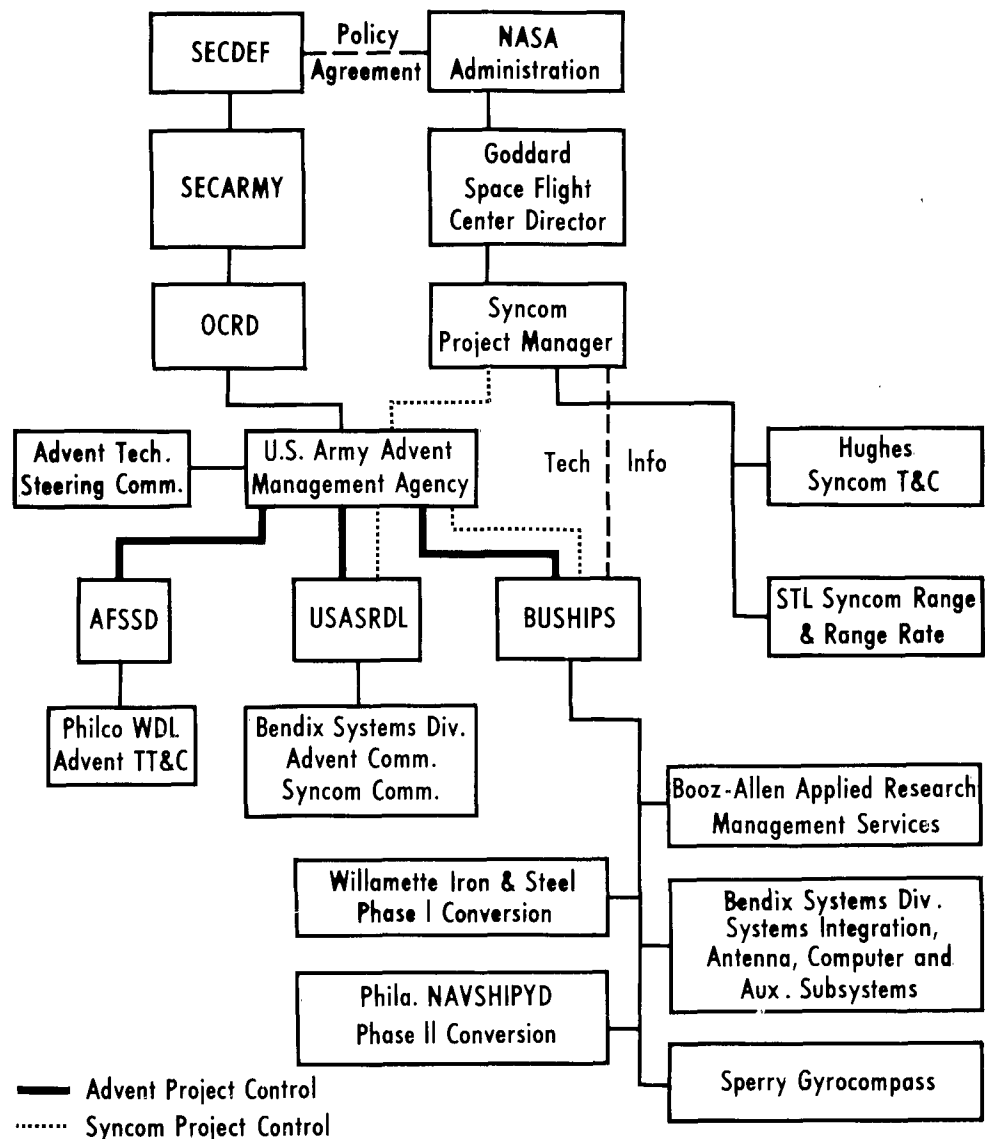 SECDEF
Policy
Agreement
NASA
Administration
SECARMY
Goddard
Space Flight
Center Director
OCRD
Syncom
Project Manager
Advent Tech.
Steering Comm.
U.S. Army Advent
Management Agency
Tech Info
Hughes
Syncom T&C
AFSSD
USASRDL
BUSHIPS
STL Syncom Range
& Range Rate
Philco WDL
Advent TT&C
Bendix Systems Div.
Advent Comm.
Syncom Comm.
Booz-Allen Applied Research
Management Services
Willamette Iron & Steel
Phase I Conversion
Bendix Systems Div.
Systems Integration,
Antenna, Computer and
Aux. Subsystems
Phila. NAVSHIPYD
Phase II Conversion
Sperry Gyrocompass
Advent Project Control
Syncom Project Control